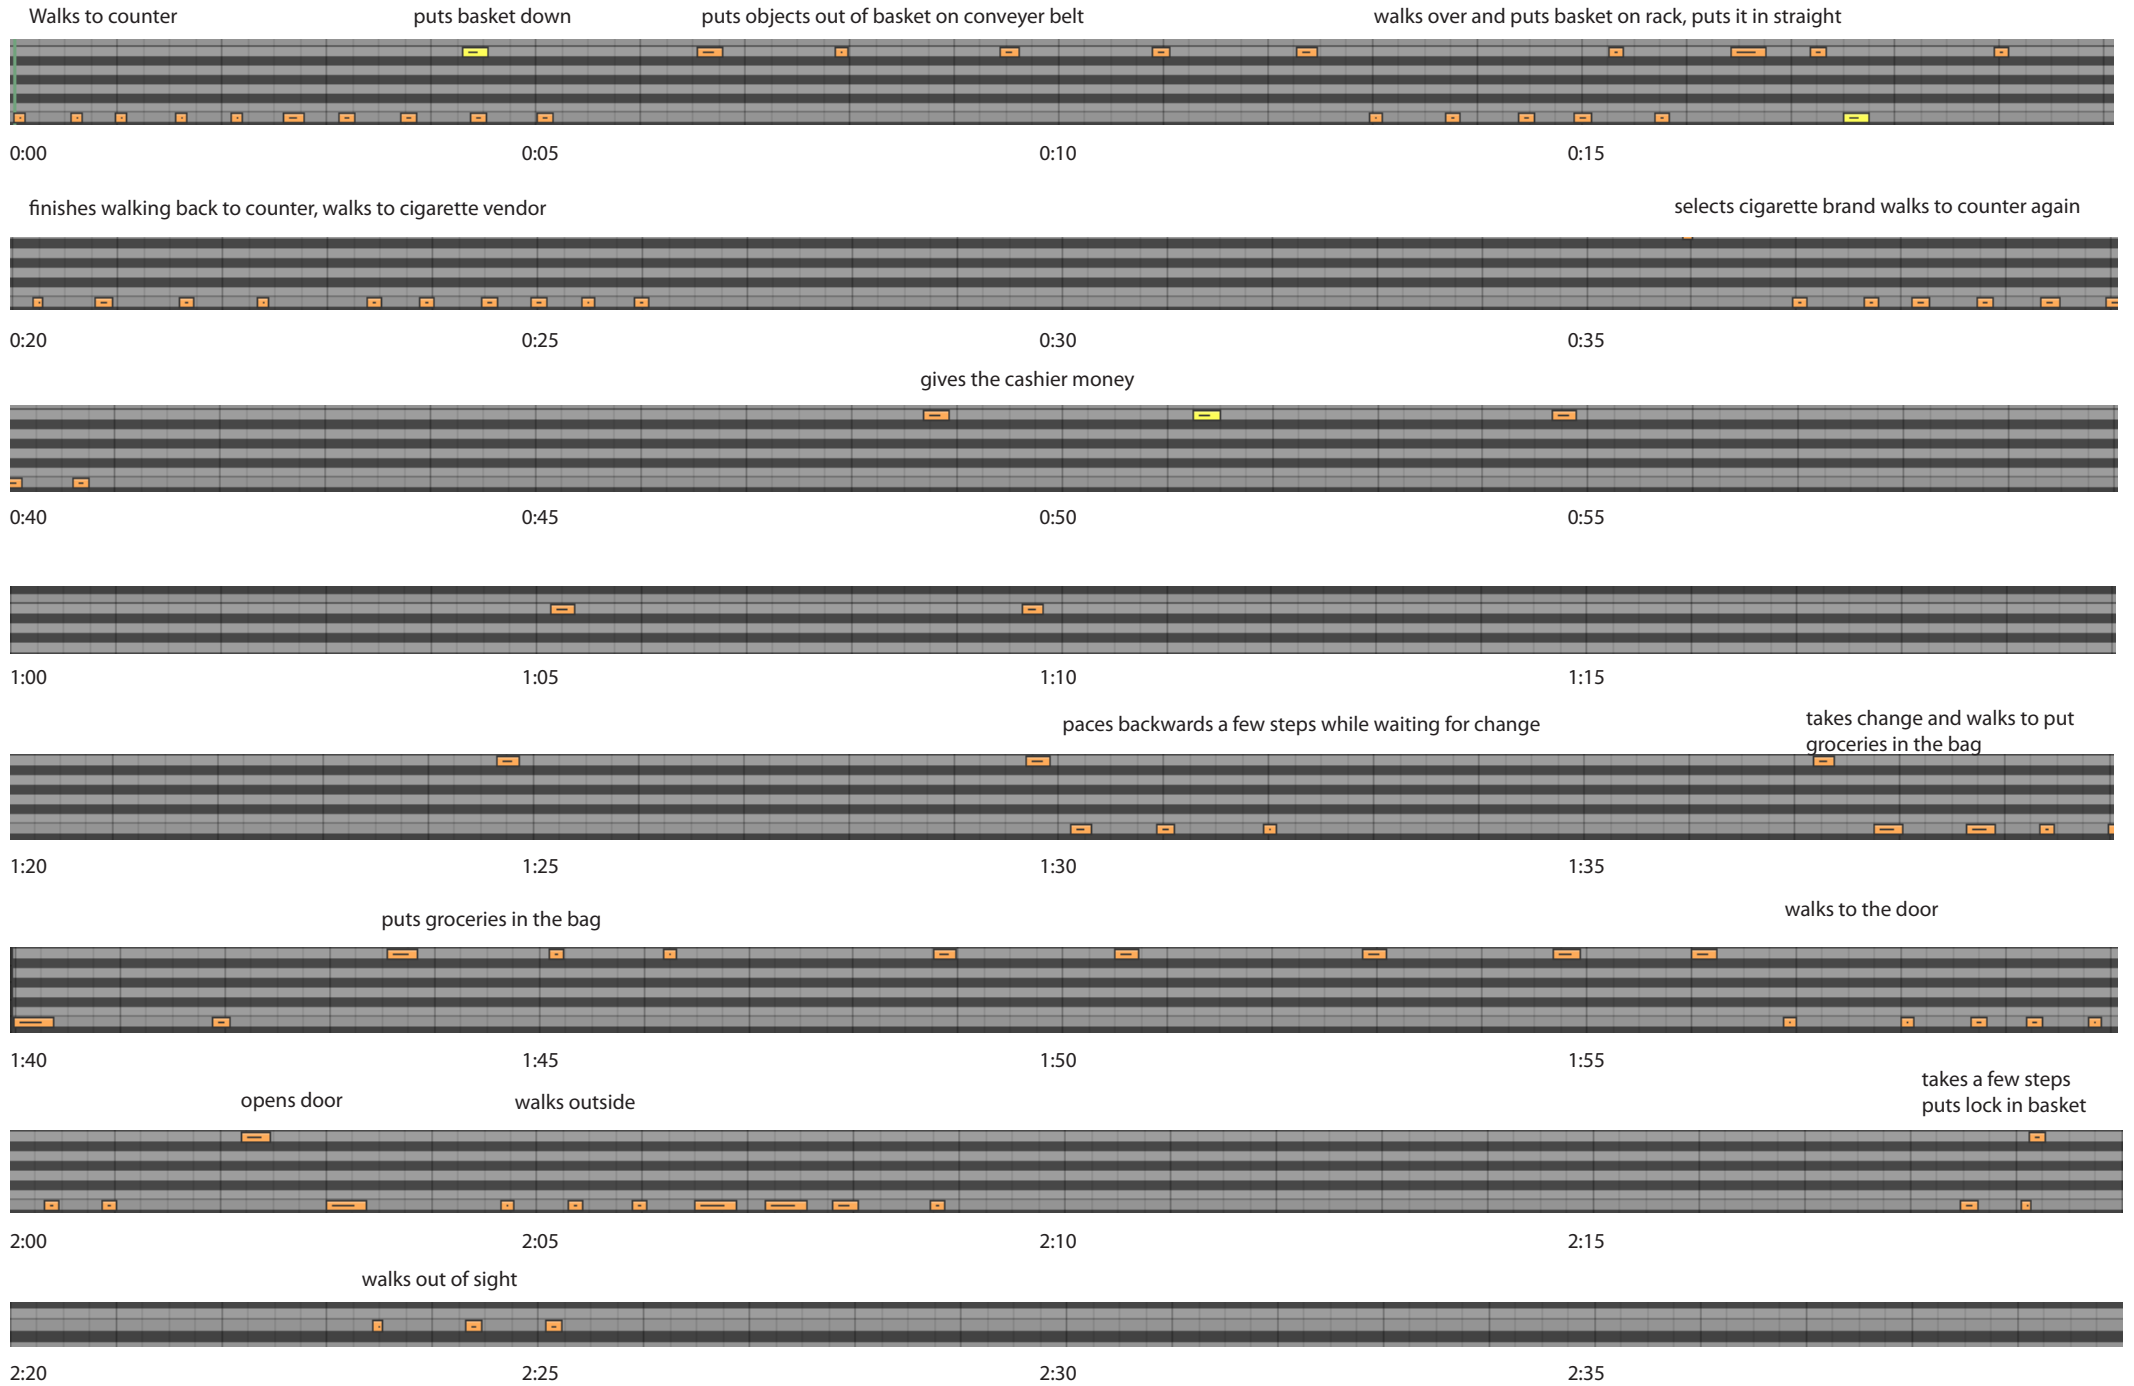 Walks to counter
puts basket down
puts objects out of basket on conveyer belt
walks over and puts basket on rack, puts it in straight
0:00
0:05
0:10
0:15
finishes walking back to counter, walks to cigarette vendor
selects cigarette brand walks to counter again
0:20
0:25
0:30
0:35
gives the cashier money
0:40
0:45
0:50
0:55
1:00
1:05
1:10
1:15
paces backwards a few steps while waiting for change
takes change and walks to put
groceries in the bag
1:20
1:25
1:30
1:35
puts groceries in the bag
walks to the door
1:40
1:45
1:50
1:55
opens door
walks outside
takes a few steps
puts lock in basket
2:00
2:05
2:10
2:15
walks out of sight
2:20
2:25
2:30
2:35